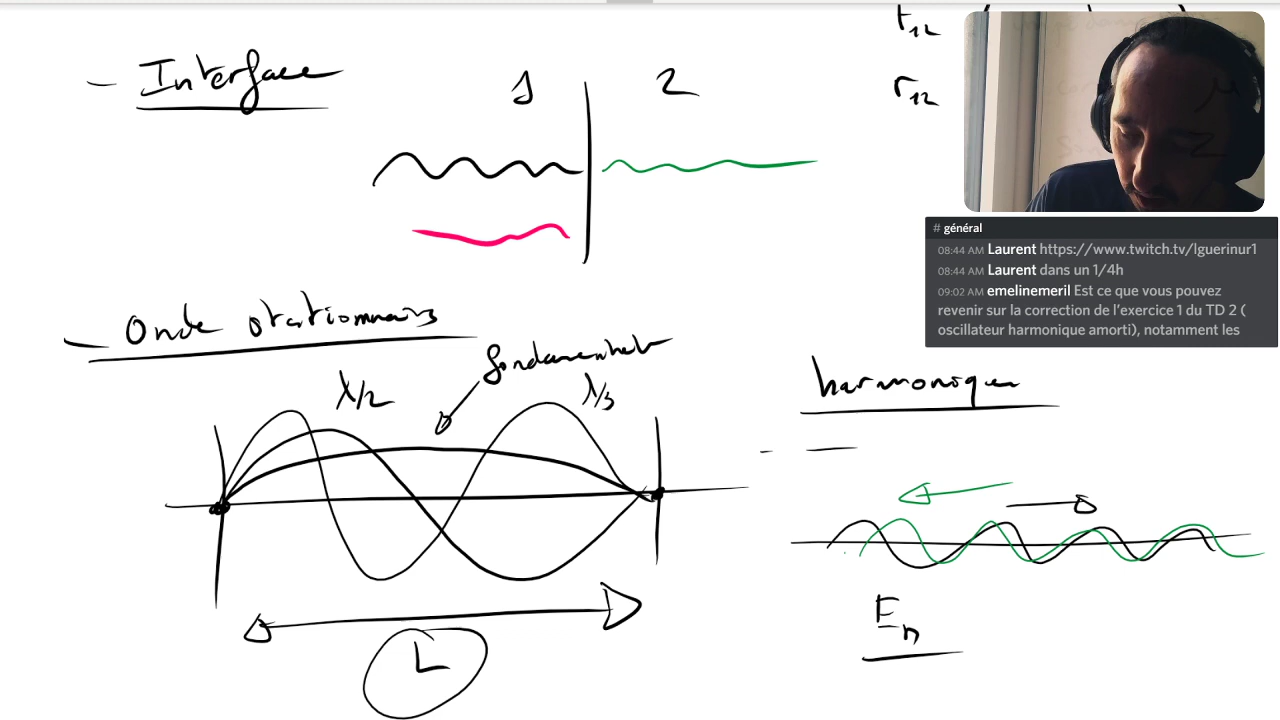 - Interface
1 2
t12
r12
# général
08:44 AM Laurent https://www.twitch.tv/lguerinur1
08:44 AM Laurent dans un 1/4h
09:02 AM emelinemeril Est ce que vous pouvez
revenir sur la correction de l'exercice 1 du TD 2 (
oscillateur harmonique amorti), notamment les
- Onde stationnaire
fondamental
λ/2 λ/3
harmonique
L
En